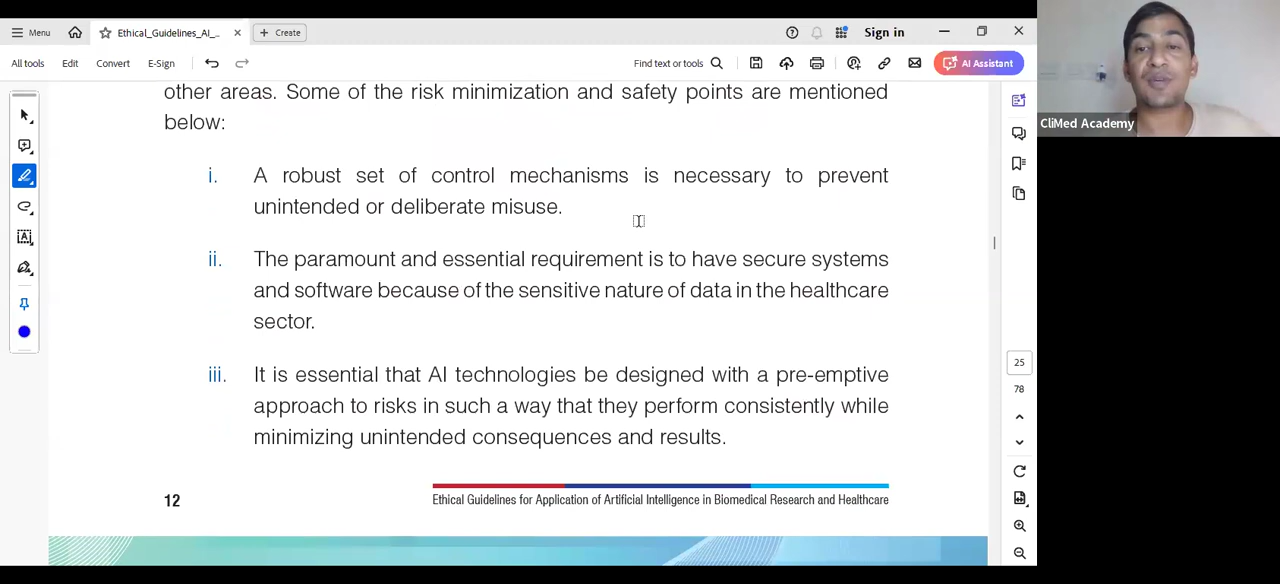 Menu
Ethical_Guidelines_AI_...
Create
Sign in
All tools
Edit
Convert
E-Sign
Find text or tools
AI Assistant
other areas. Some of the risk minimization and safety points are mentioned
below:
i. A robust set of control mechanisms is necessary to prevent
unintended or deliberate misuse.
ii. The paramount and essential requirement is to have secure systems
and software because of the sensitive nature of data in the healthcare
sector.
iii. It is essential that AI technologies be designed with a pre-emptive
approach to risks in such a way that they perform consistently while
minimizing unintended consequences and results.
12
Ethical Guidelines for Application of Artificial Intelligence in Biomedical Research and Healthcare
25
78
CliMed Academy